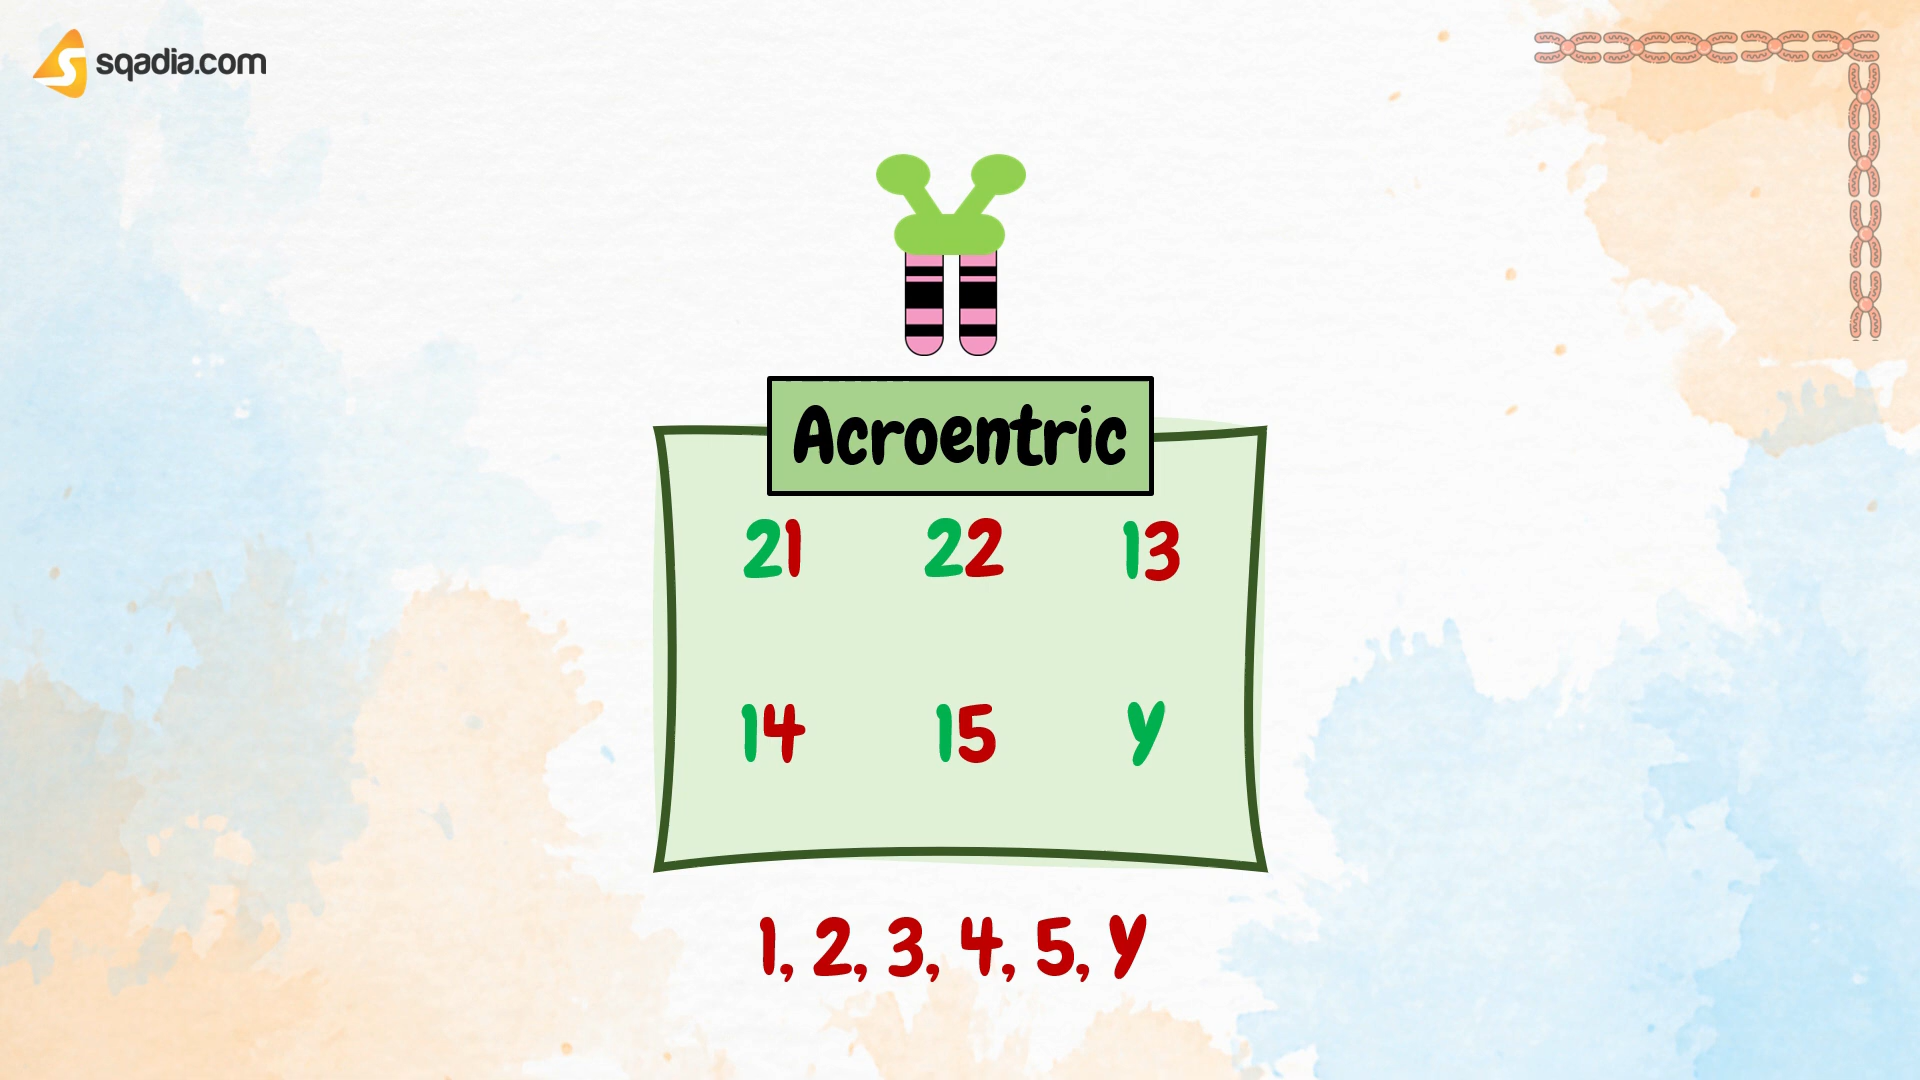 sqadia.com
Acroentric
21 22 13
14 15 Y
1, 2, 3, 4, 5, Y